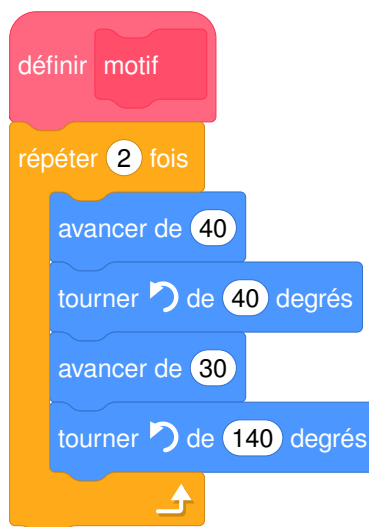 définir motif
répéter 2 fois
avancer de 40
tourner de 40 degrés
avancer de 30
tourner de 140 degrés